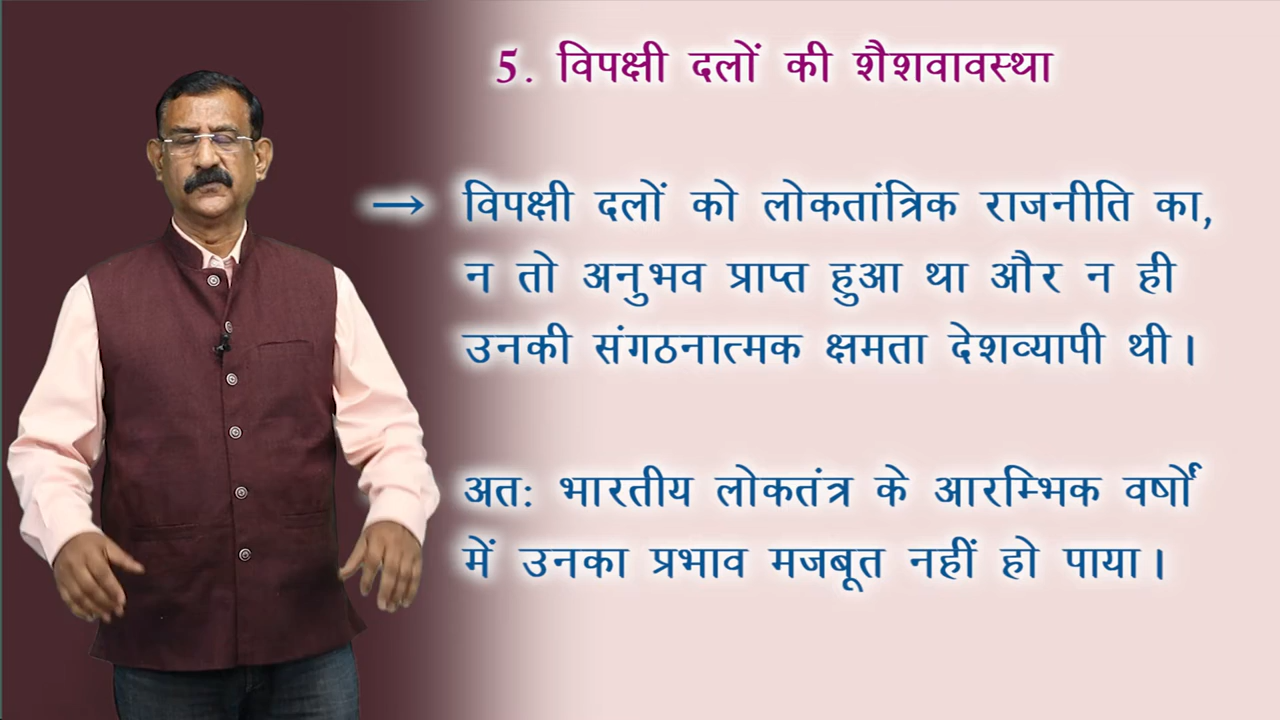 5. विपक्षी दलों की शैशवावस्था
→ विपक्षी दलों को लोकतांत्रिक राजनीति का,
न तो अनुभव प्राप्त हुआ था और न ही
उनकी संगठनात्मक क्षमता देशव्यापी थी।
अत: भारतीय लोकतंत्र के आरम्भिक वर्षों
में उनका प्रभाव मजबूत नहीं हो पाया।